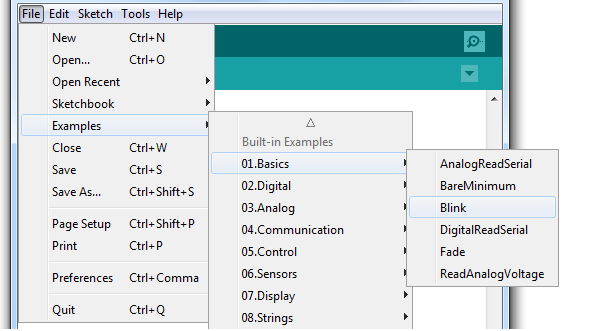 File Edit Sketch Tools Help
New Ctrl+N
Open... Ctrl+O
Open Recent
Sketchbook
Examples
Close Ctrl+W
Save Ctrl+S
Save As... Ctrl+Shift+S
Page Setup Ctrl+Shift+P
Print Ctrl+P
Preferences Ctrl+Comma
Quit Ctrl+Q
Built-in Examples
01.Basics
02.Digital
03.Analog
04.Communication
05.Control
06.Sensors
07.Display
08.Strings
AnalogReadSerial
BareMinimum
Blink
DigitalReadSerial
Fade
ReadAnalogVoltage